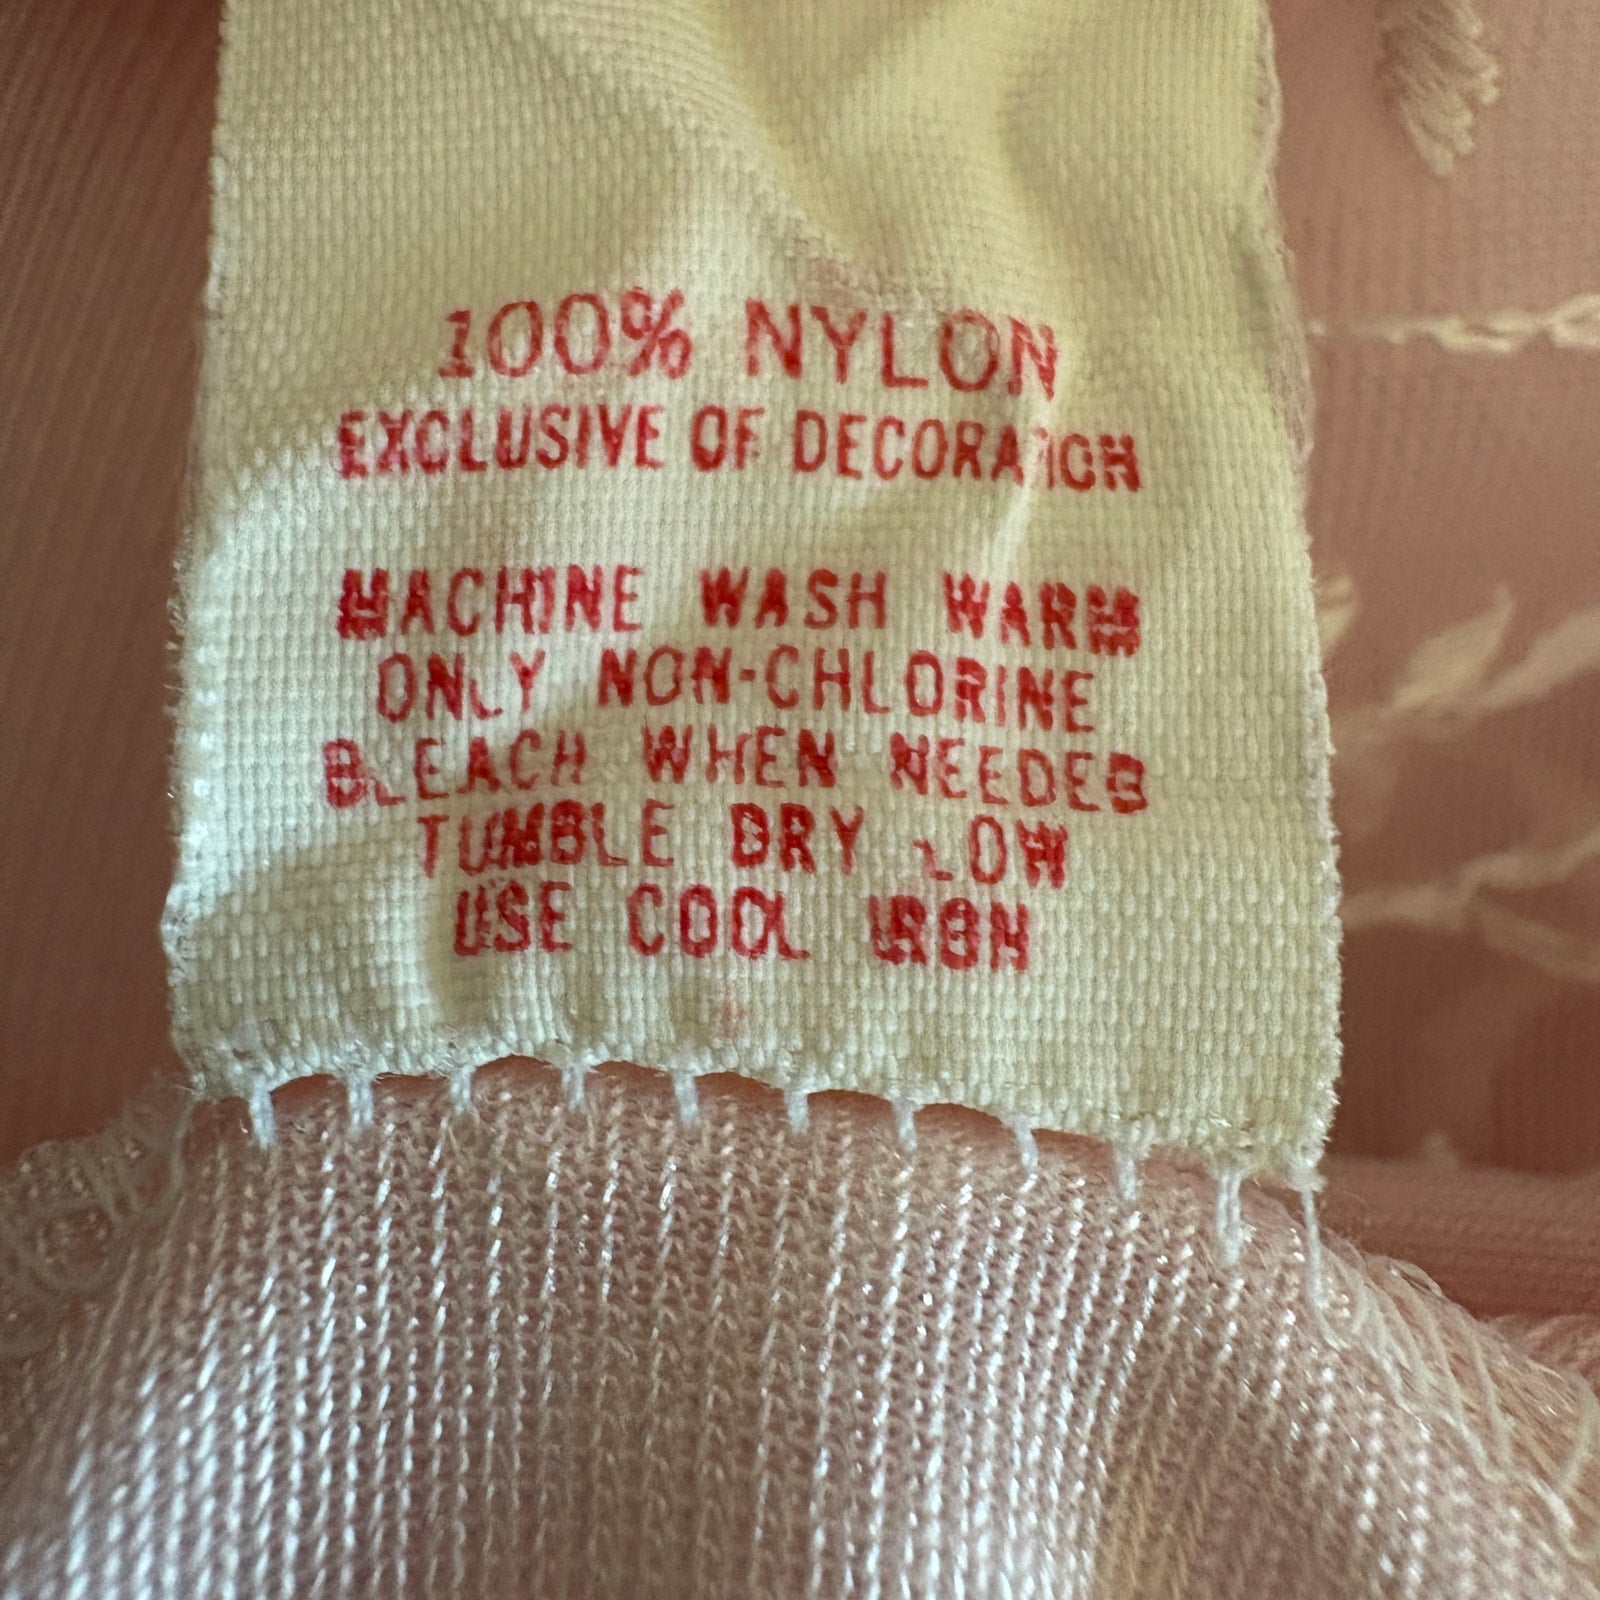 100% NYLON
EXCLUSIVE OF DECORATION
MACHINE WASH WARM
ONLY NON-CHLORINE
BLEACH WHEN NEEDED
TUMBLE DRY LOW
USE COOL IRON